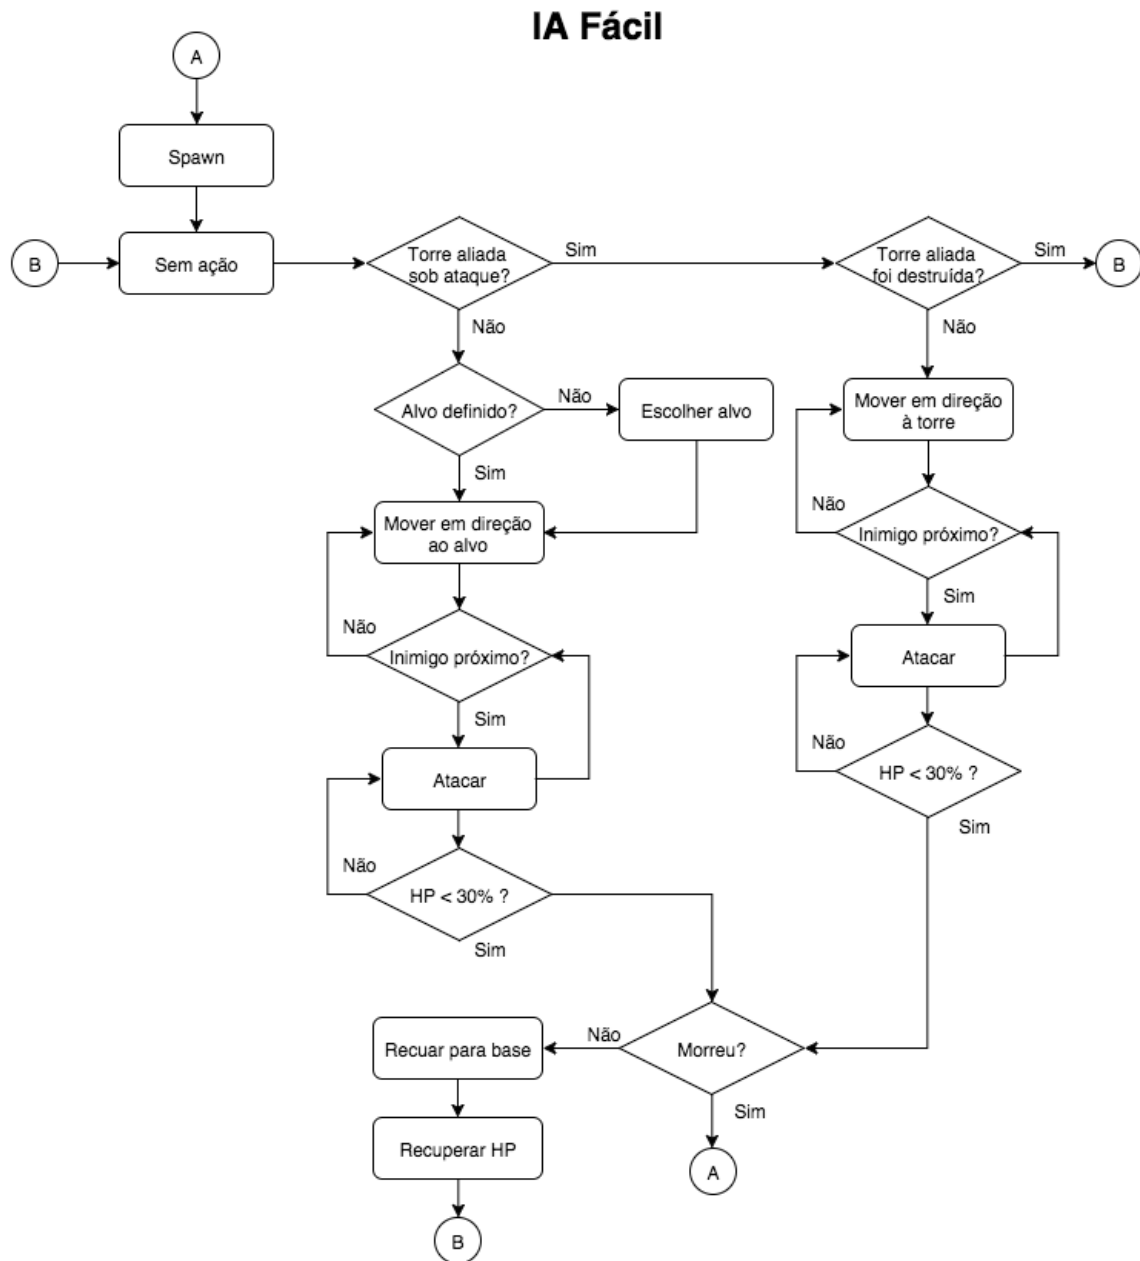 IA Fácil
A
Spawn
B
Sem ação
Torre aliada
sob ataque?
Sim
Torre aliada
foi destruída?
Sim
B
Não
Não
Alvo definido?
Não
Escolher alvo
Mover em direção
à torre
Sim
Mover em direção
ao alvo
Não
Inimigo próximo?
Sim
Não
Inimigo próximo?
Atacar
Sim
Não
HP < 30% ?
Sim
Atacar
Não
HP < 30% ?
Sim
Recuar para base
Não
Morreu?
Sim
Recuperar HP
A
B